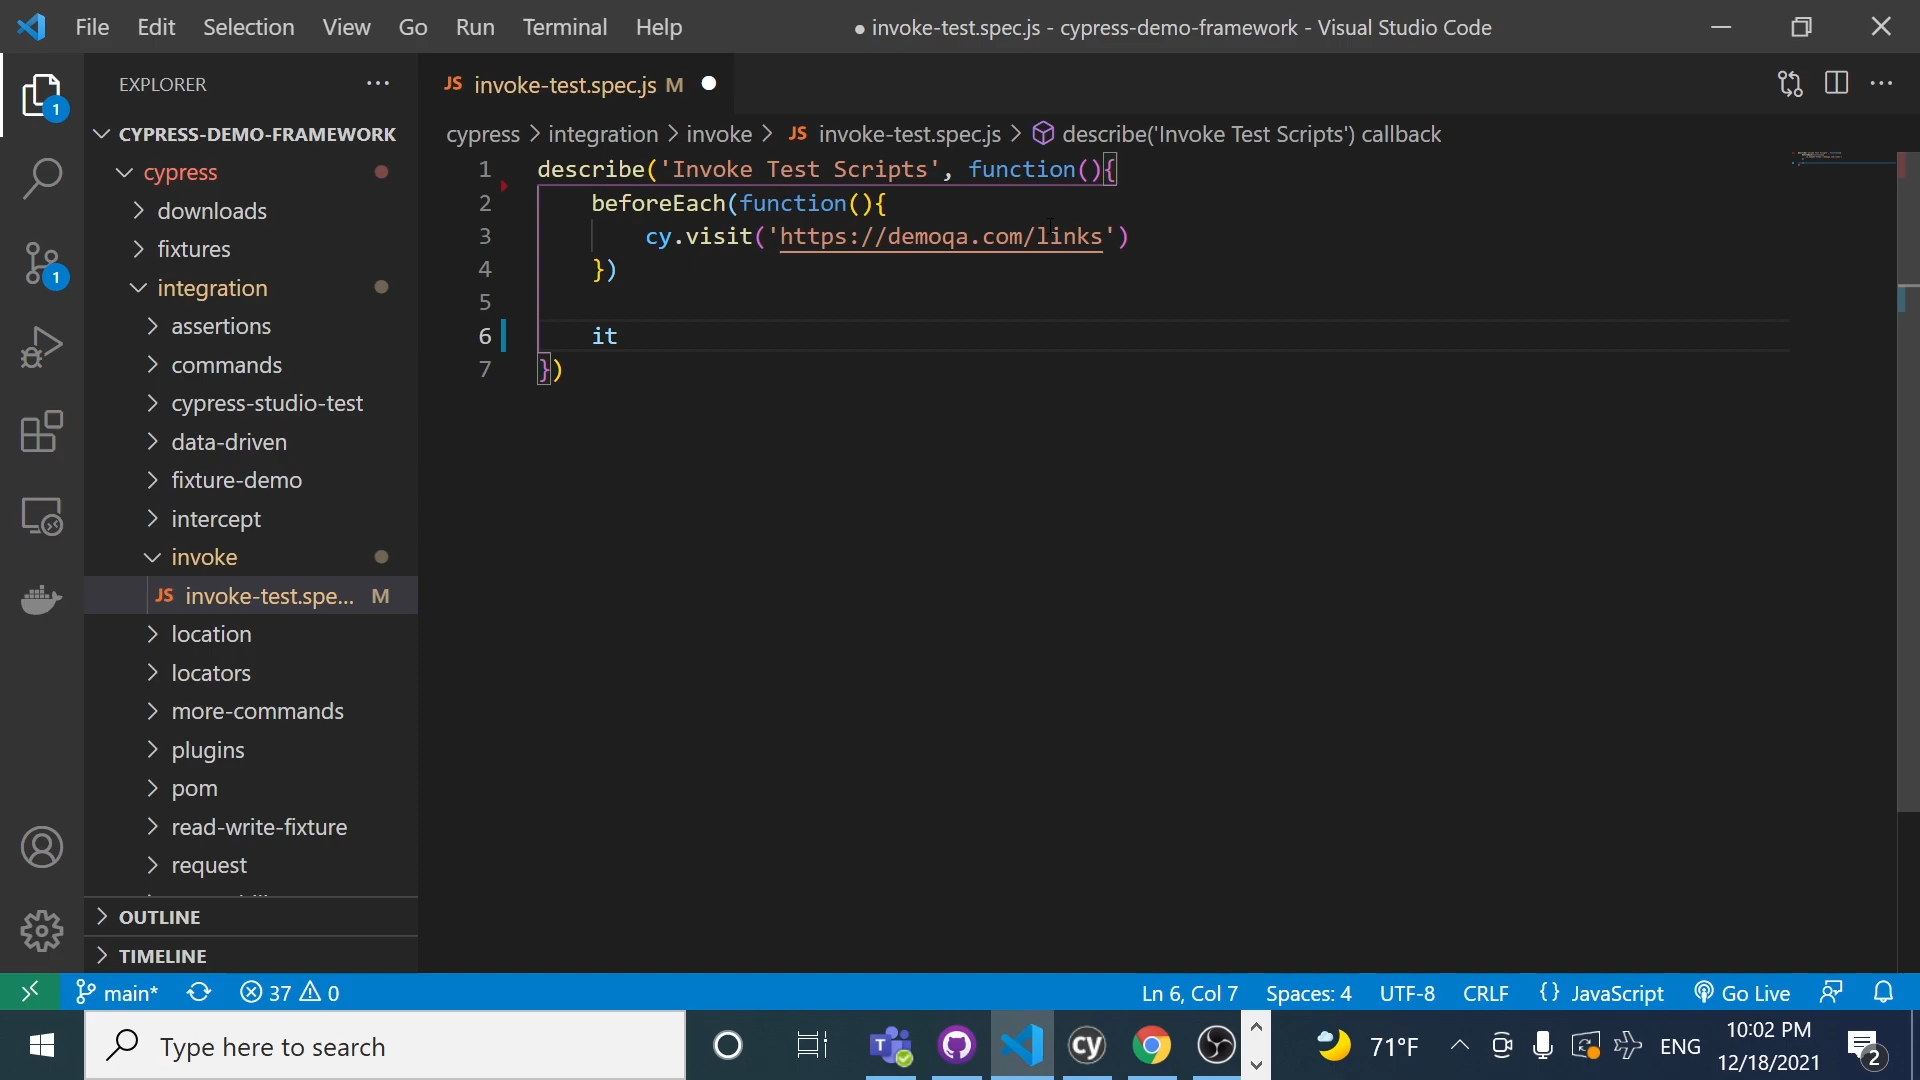 File Edit Selection View Go Run Terminal Help
● invoke-test.spec.js - cypress-demo-framework - Visual Studio Code
EXPLORER
JS invoke-test.spec.js M
1
CYPRESS-DEMO-FRAMEWORK
cypress > integration > invoke > JS invoke-test.spec.js > describe('Invoke Test Scripts') callback
cypress
downloads
fixtures
integration
assertions
commands
cypress-studio-test
data-driven
fixture-demo
intercept
invoke
JS invoke-test.spe... M
location
locators
more-commands
plugins
pom
read-write-fixture
request
OUTLINE
TIMELINE
1
1 describe('Invoke Test Scripts', function(){
2 beforeEach(function(){
3 cy.visit('https://demoqa.com/links')
4 })
5
6 it
7 })
main* 37 0
Ln 6, Col 7 Spaces: 4 UTF-8 CRLF {} JavaScript Go Live
Type here to search
T
cy
71°F
ENG
10:02 PM
12/18/2021
2